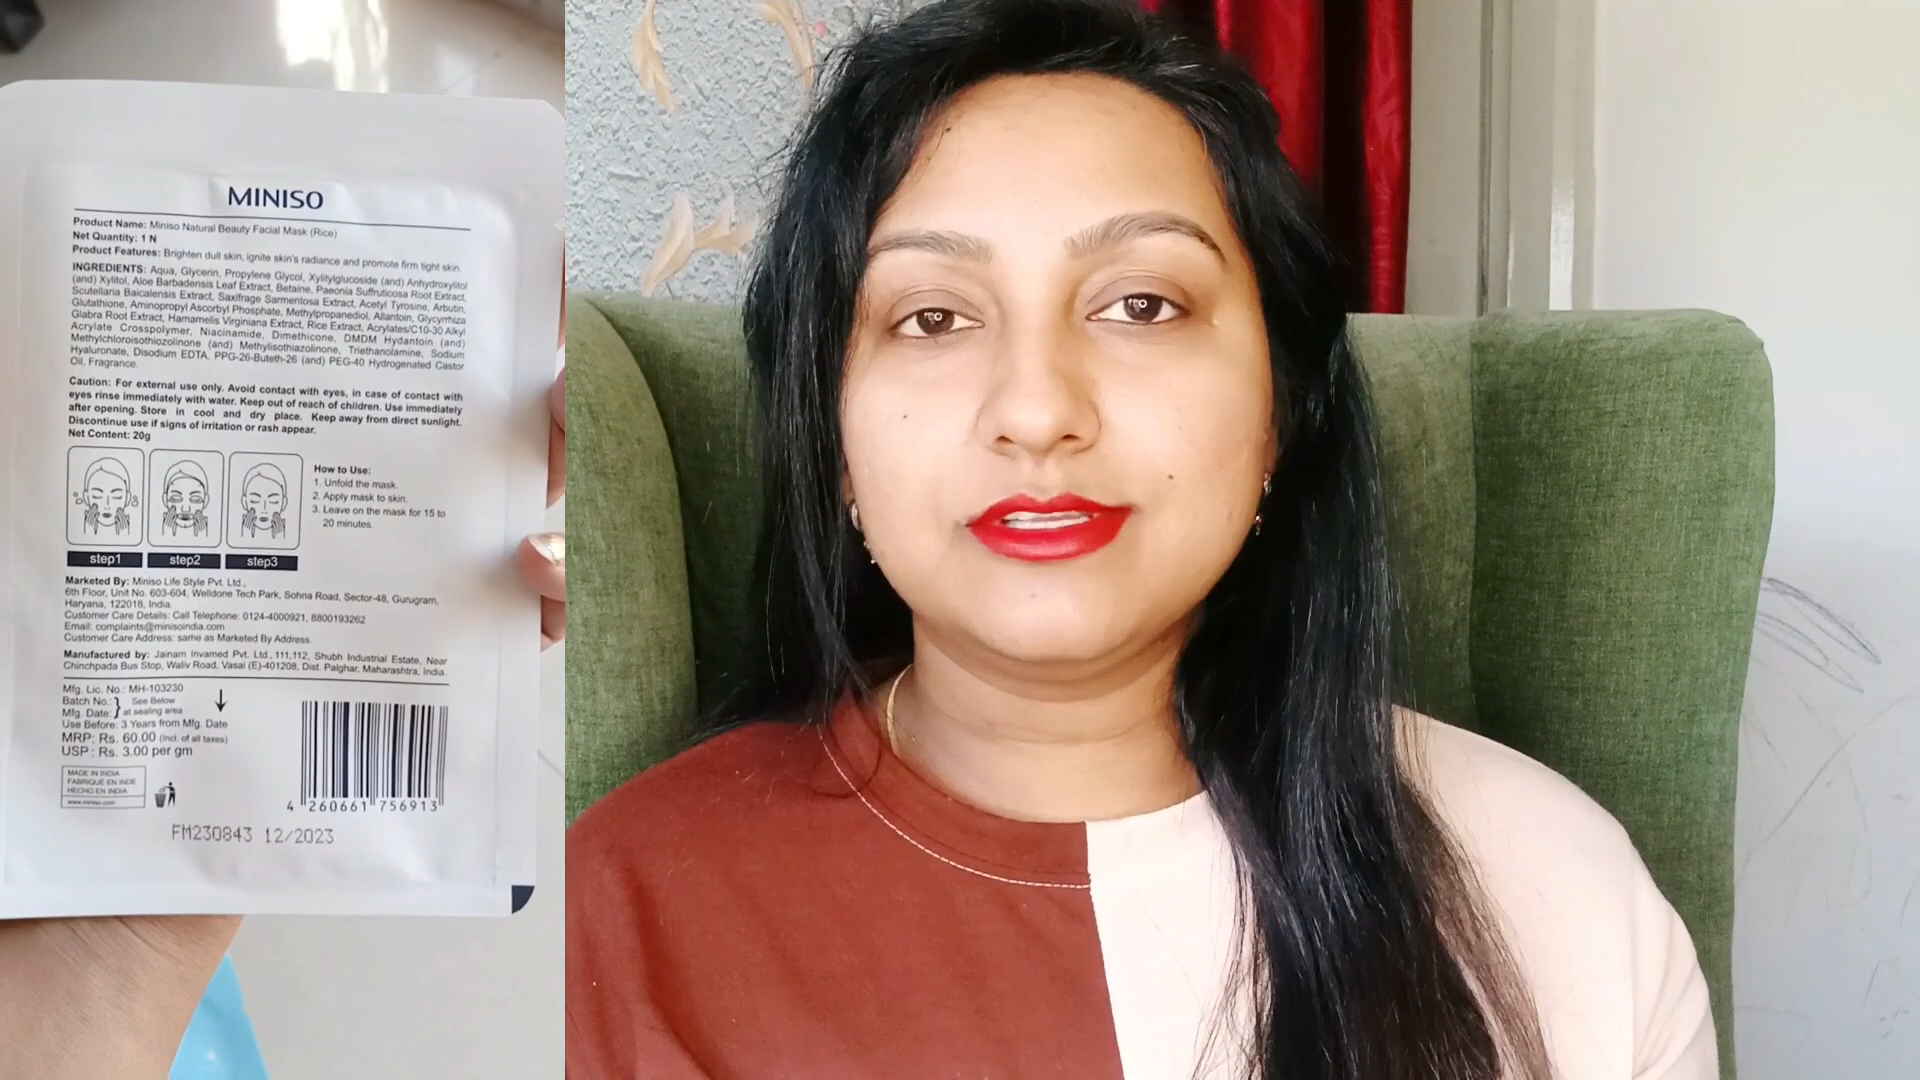 MINISO
Product Name: Miniso Natural Beauty Facial Mask (Rice)
Net Quantity: 1 N
Product Features: Brighten dull skin, ignite skin's radiance and promote firm tight skin.
INGREDIENTS: Aqua, Glycerin, Propylene Glycol, Xylitylglucoside (and) Anhydroxylitol
(and) Xylitol, Aloe Barbadensis Leaf Extract, Betaine, Paeonia Suffruticosa Root Extract,
Scutellaria Baicalensis Extract, Saxifrage Sarmentosa Extract, Acetyl Tyrosine, Arbutin,
Glutathione, Aminopropyl Ascorbyl Phosphate, Methylpropanediol, Allantoin, Glycyrrhiza
Glabra Root Extract, Hamamelis Virginiana Extract, Rice Extract, Acrylates/C10-30 Alkyl
Acrylate Crosspolymer, Niacinamide, Dimethicone, DMDM Hydantoin (and)
Methylchloroisothiozolinone (and) Methylisothiazolinone, Triethanolamine, Sodium
Hyaluronate, Disodium EDTA, PPG-26-Buteth-26 (and) PEG-40 Hydrogenated Castor
Oil, Fragrance.
Caution: For external use only. Avoid contact with eyes, in case of contact with
eyes rinse immediately with water. Keep out of reach of children. Use immediately
after opening. Store in cool and dry place. Keep away from direct sunlight.
Discontinue use if signs of irritation or rash appear.
Net Content: 20g
How to Use:
1. Unfold the mask.
2. Apply mask to skin.
3. Leave on the mask for 15 to
20 minutes.
step1 step2 step3
Marketed By: Miniso Life Style Pvt. Ltd.,
6th Floor, Unit No. 603-604, Welldone Tech Park, Sohna Road, Sector-48, Gurugram,
Haryana, 122018, India.
Customer Care Details: Call Telephone: 0124-4000921, 8800193262
Email: complaints@minisoindia.com
Customer Care Address: same as Marketed By Address.
Manufactured by: Jainam Invamed Pvt. Ltd., 111,112, Shubh Industrial Estate, Near
Chinchpada Bus Stop, Waliv Road, Vasai (E)-401208, Dist. Palghar, Maharashtra, India.
Mfg. Lic. No.: MH-103230
Batch No.: } See Below
Mfg. Date: at sealing area
Use Before: 3 Years from Mfg. Date
MRP: Rs. 60.00 (Incl. of all taxes)
USP : Rs. 3.00 per gm
MADE IN INDIA
FABRIQUÉ EN INDE
HECHO EN INDIA
www.miniso.com
4 260661 756913
FM230843 12/2023